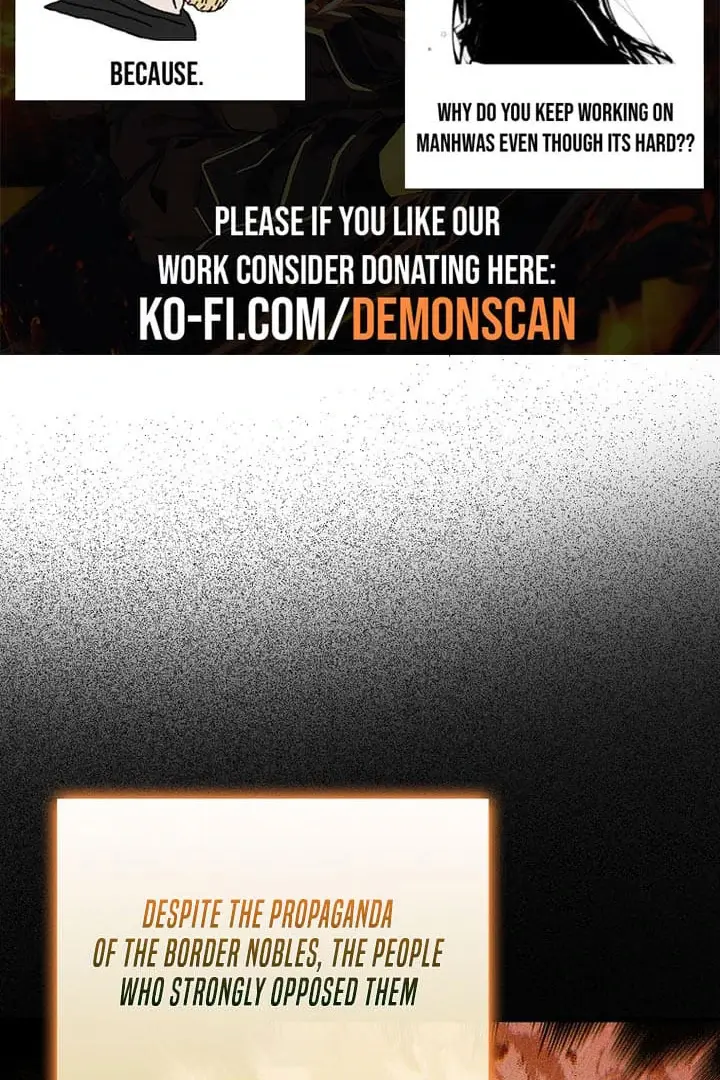 BECAUSE.
WHY DO YOU KEEP WORKING ON
MANHWAS EVEN THOUGH ITS HARD??
PLEASE IF YOU LIKE OUR
WORK CONSIDER DONATING HERE:
KO-FI.COM/DEMONSCAN
DESPITE THE PROPAGANDA
OF THE BORDER NOBLES, THE PEOPLE
WHO STRONGLY OPPOSED THEM